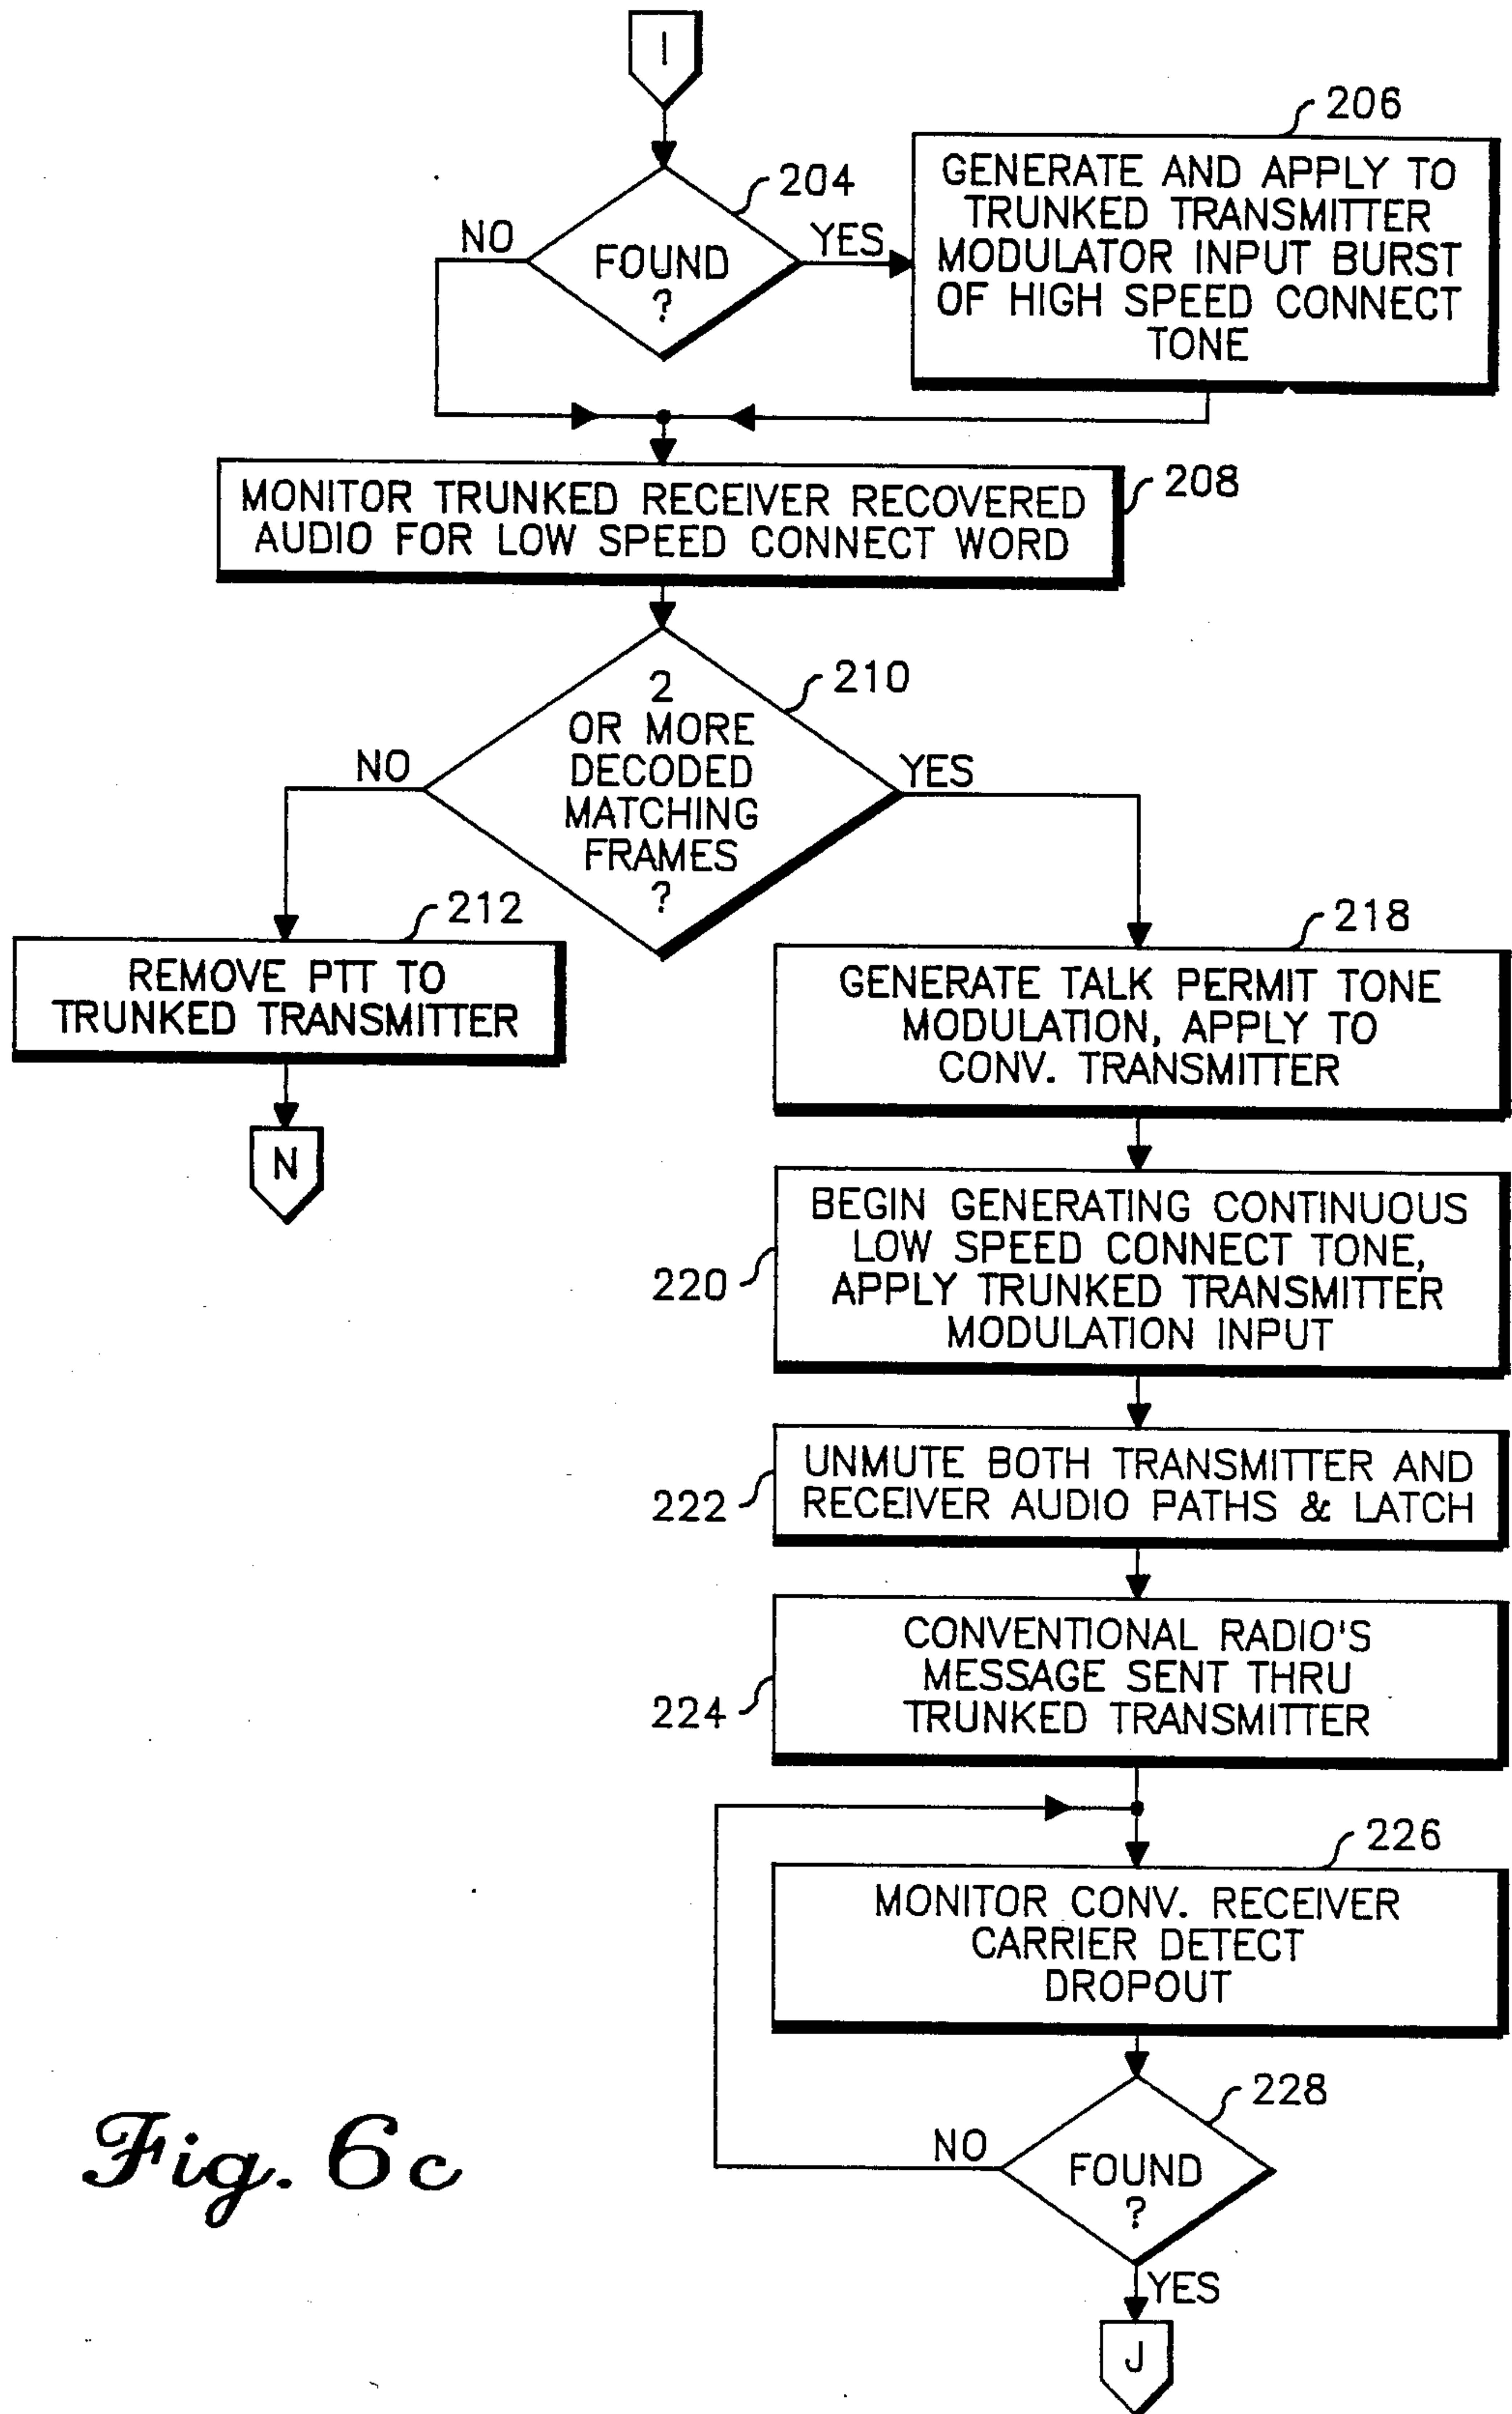 I
204
FOUND
?
NO
YES
206
GENERATE AND APPLY TO
TRUNKED TRANSMITTER
MODULATOR INPUT BURST
OF HIGH SPEED CONNECT
TONE
208
MONITOR TRUNKED RECEIVER RECOVERED
AUDIO FOR LOW SPEED CONNECT WORD
210
2
OR MORE
DECODED
MATCHING
FRAMES
?
NO
YES
212
REMOVE PTT TO
TRUNKED TRANSMITTER
N
218
GENERATE TALK PERMIT TONE
MODULATION, APPLY TO
CONV. TRANSMITTER
220
BEGIN GENERATING CONTINUOUS
LOW SPEED CONNECT TONE,
APPLY TRUNKED TRANSMITTER
MODULATION INPUT
222
UNMUTE BOTH TRANSMITTER AND
RECEIVER AUDIO PATHS & LATCH
224
CONVENTIONAL RADIO'S
MESSAGE SENT THRU
TRUNKED TRANSMITTER
226
MONITOR CONV. RECEIVER
CARRIER DETECT
DROPOUT
228
FOUND
?
NO
YES
J
Fig. 6c